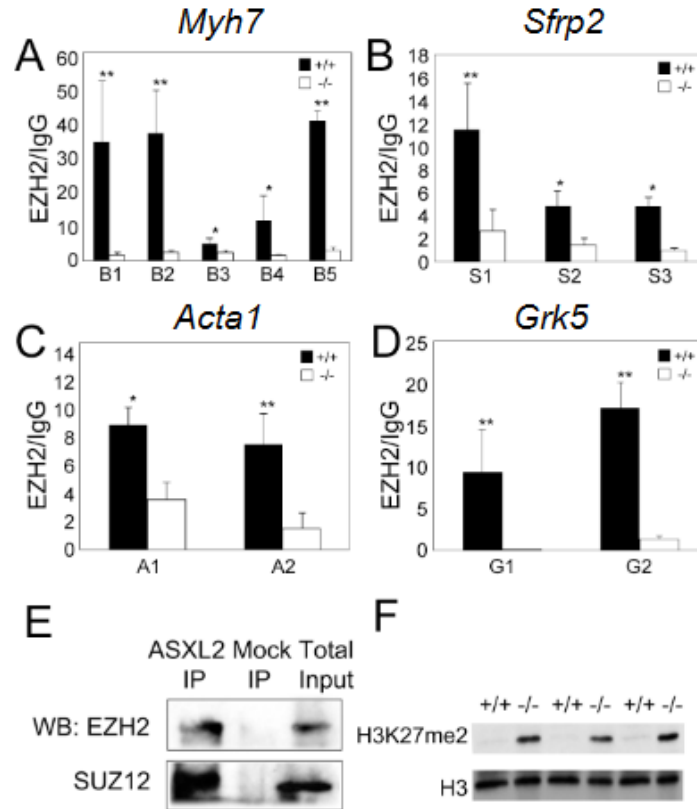 Myh7
Sfrp2
A
EZH2/IgG
60
50
40
30
20
10
0
** ** * * **
+/+
-/-
B1 B2 B3 B4 B5
B
EZH2/IgG
18
16
14
12
10
8
6
4
2
0
** * *
+/+
-/-
S1 S2 S3
Acta1
Grk5
C
EZH2/IgG
14
12
10
8
6
4
2
0
* **
+/+
-/-
A1 A2
D
EZH2/IgG
25
20
15
10
5
0
** **
+/+
-/-
G1 G2
E
ASXL2 Mock Total
IP IP Input
WB: EZH2
SUZ12
F
+/+ -/- +/+ -/- +/+ -/-
H3K27me2
H3